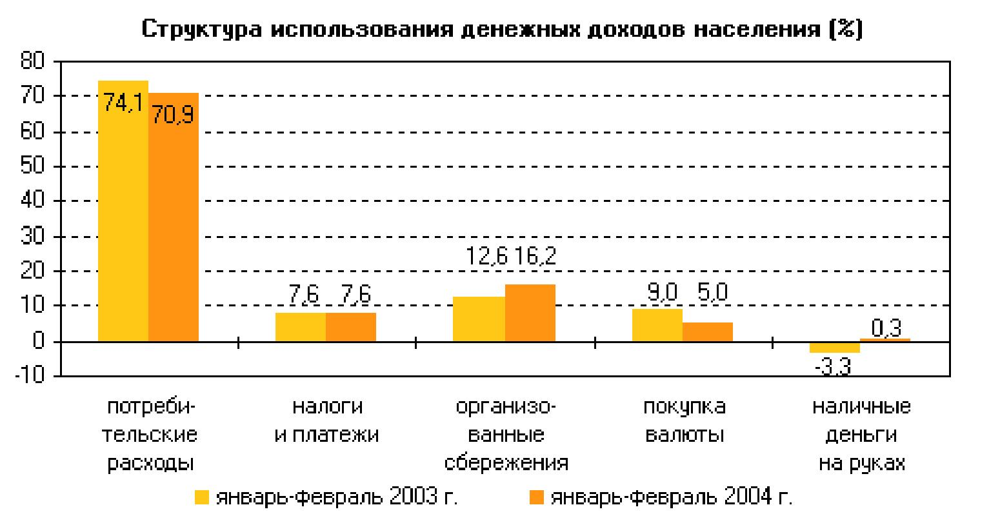 Структура использования денежных доходов населения (%)
80
70
60
50
40
30
20
10
0
-10
74,1
70,9
7,6 7,6
12,6 16,2
9,0 5,0
-3,3
0,3
потреби-
тельские
расходы
налоги
и платежи
организо-
ванные
сбережения
покупка
валюты
наличные
деньги
на руках
январь-февраль 2003 г. январь-февраль 2004 г.